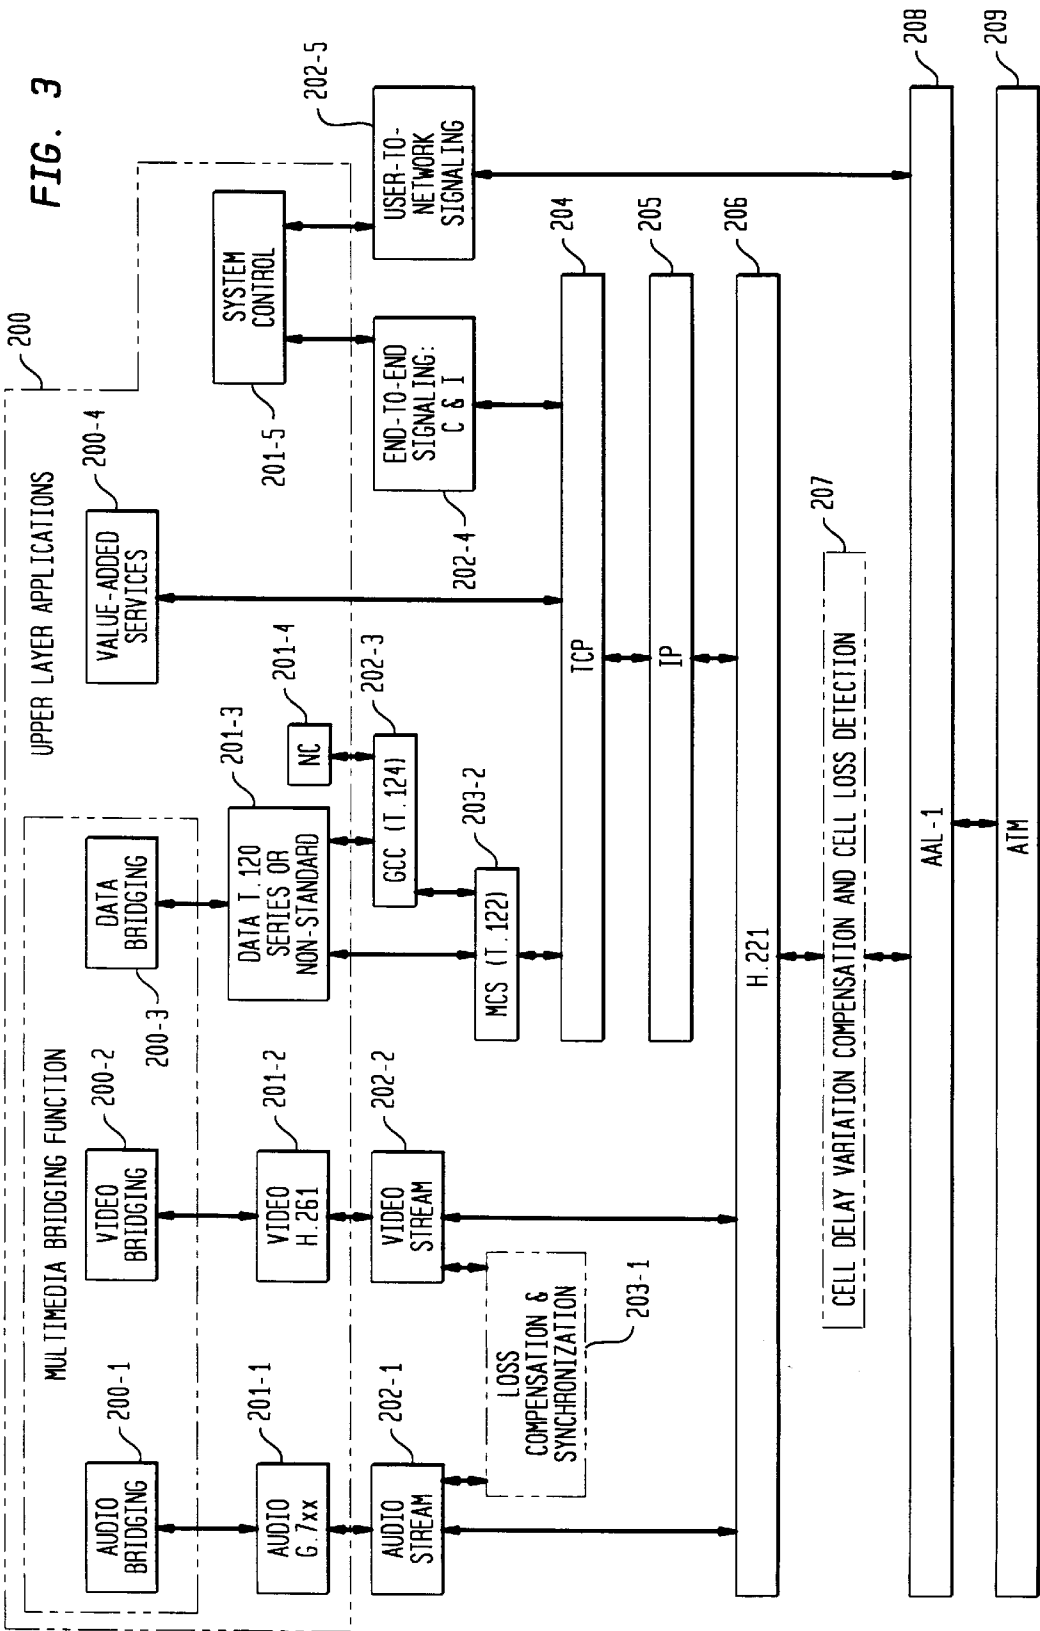 FIG. 3
200
UPPER LAYER APPLICATIONS
MULTIMEDIA BRIDGING FUNCTION
200-1
AUDIO
BRIDGING
200-2
VIDEO
BRIDGING
DATA
BRIDGING
200-3
200-4
VALUE-ADDED
SERVICES
201-1
AUDIO
G.7xx
201-2
VIDEO
H.261
201-3
DATA T.120
SERIES OR
NON-STANDARD
201-4
NC
SYSTEM
CONTROL
201-5
202-1
AUDIO
STREAM
202-2
VIDEO
STREAM
202-3
GCC (T.124)
END-TO-END
SIGNALING:
C & I
202-4
202-5
USER-TO-
NETWORK
SIGNALING
LOSS
COMPENSATION &
SYNCHRONIZATION
203-1
203-2
MCS (T.122)
TCP
204
IP
205
H.221
206
CELL DELAY VARIATION COMPENSATION AND CELL LOSS DETECTION
207
AAL-1
208
ATM
209